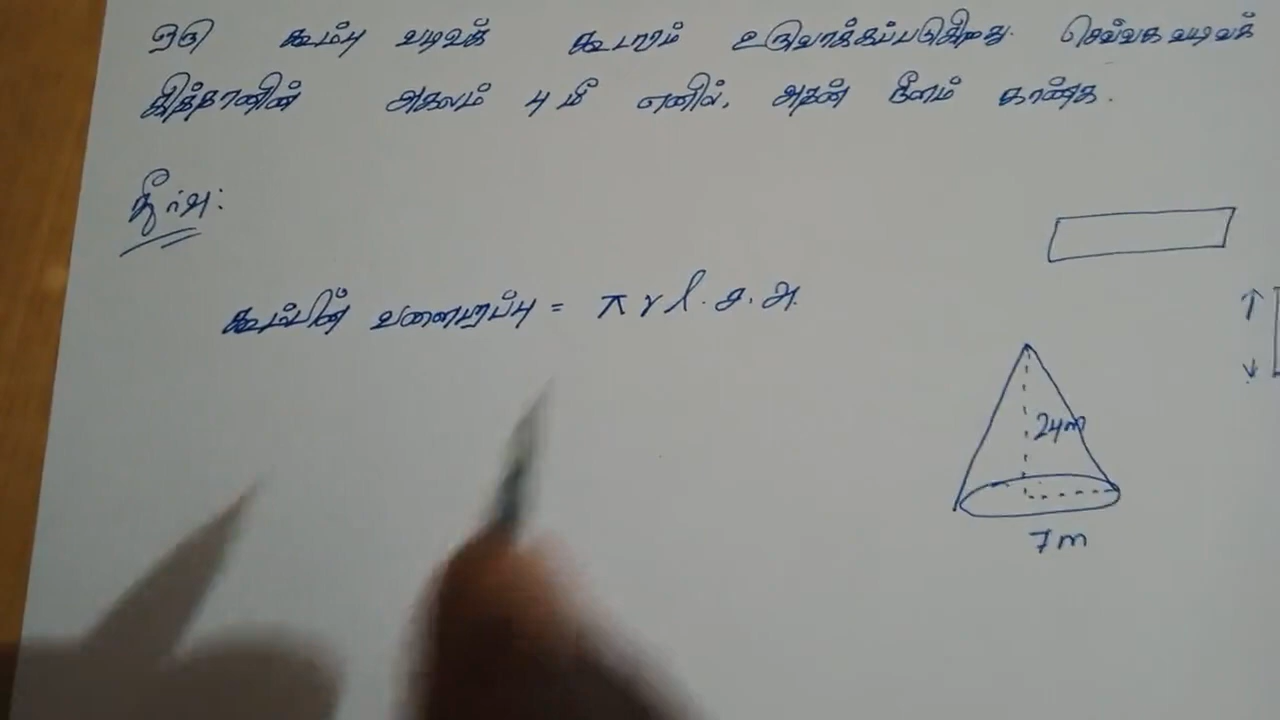 ஒரு கூம்பு வடிவக் கூடாரம் உருவாக்கப்படுகிறது. செவ்வக வடிவக்
கித்தானின் அகலம் 4 மீ எனில், அதன் நீளம் காண்க.
தீர்வு:
கூம்பின் வளைபரப்பு = π r l. ச. அ.
24m
7m